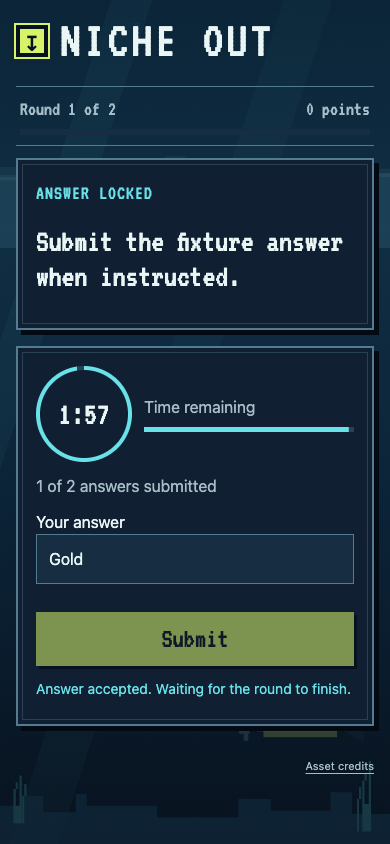 NICHE OUT
Round 1 of 2
0 points
ANSWER LOCKED
Submit the fixture answer
when instructed.
1:57
Time remaining
1 of 2 answers submitted
Your answer
Gold
Submit
Answer accepted. Waiting for the round to finish.
Asset credits